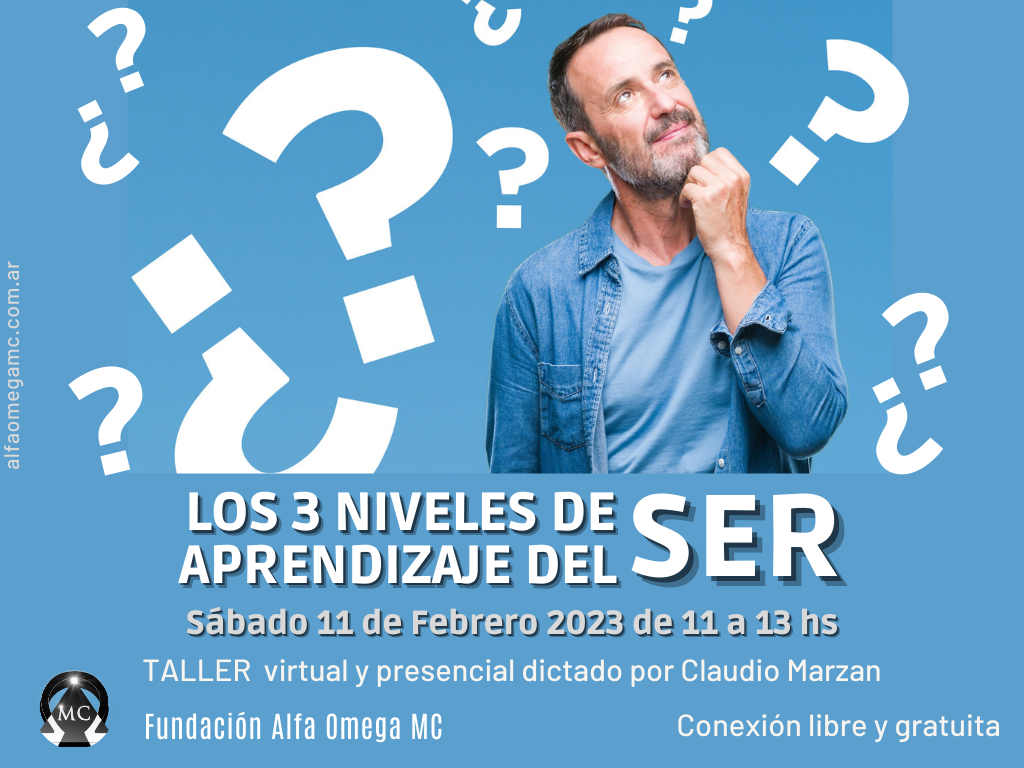 alfaomegamc.com.ar
¿?
¿?
?
?
¿?
?
?
¿
¿?
LOS 3 NIVELES DE
APRENDIZAJE DEL SER
Sábado 11 de Febrero 2023 de 11 a 13 hs
TALLER virtual y presencial dictado por Claudio Marzan
MC
Fundación Alfa Omega MC
Conexión libre y gratuita